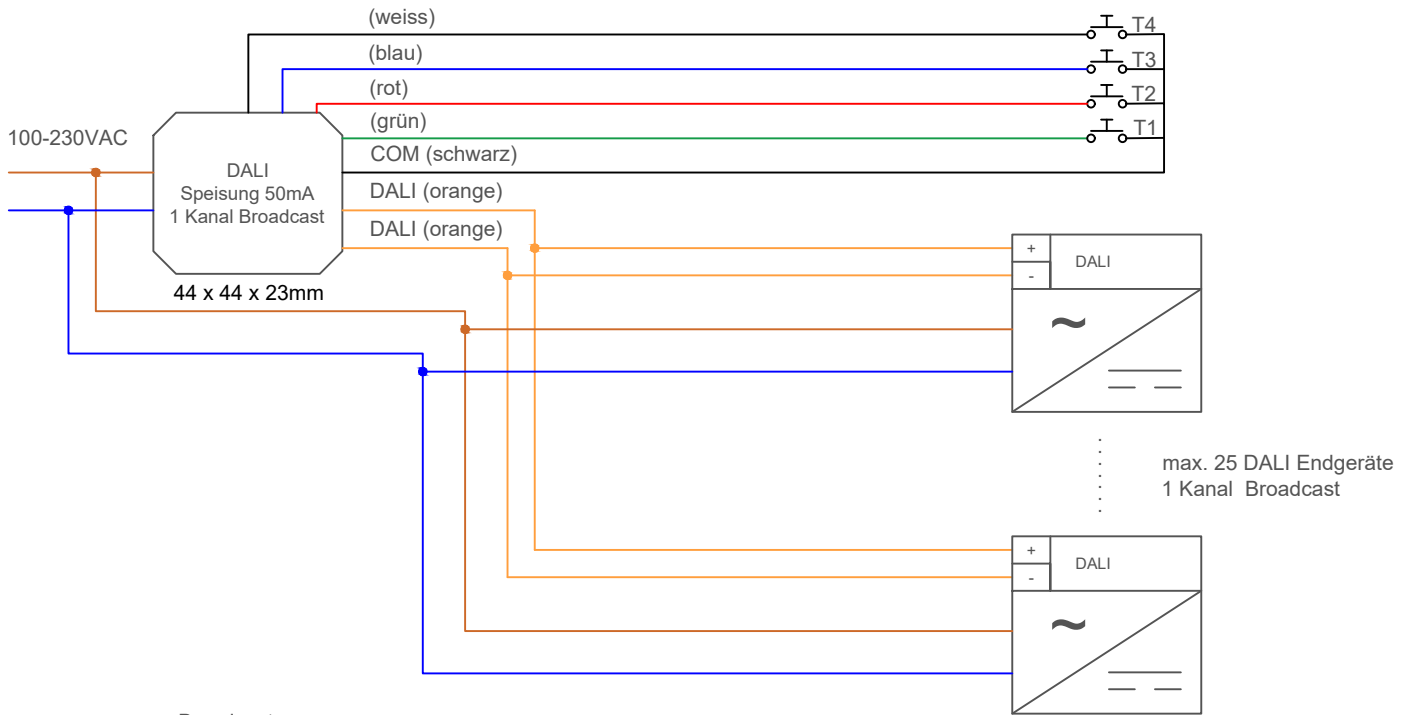 (weiss)
T4
(blau)
T3
(rot)
T2
(grün)
T1
100-230VAC
COM (schwarz)
DALI
Speisung 50mA
1 Kanal Broadcast
DALI (orange)
DALI (orange)
44 x 44 x 23mm
+
DALI
-
~
max. 25 DALI Endgeräte
1 Kanal Broadcast
+
DALI
-
~